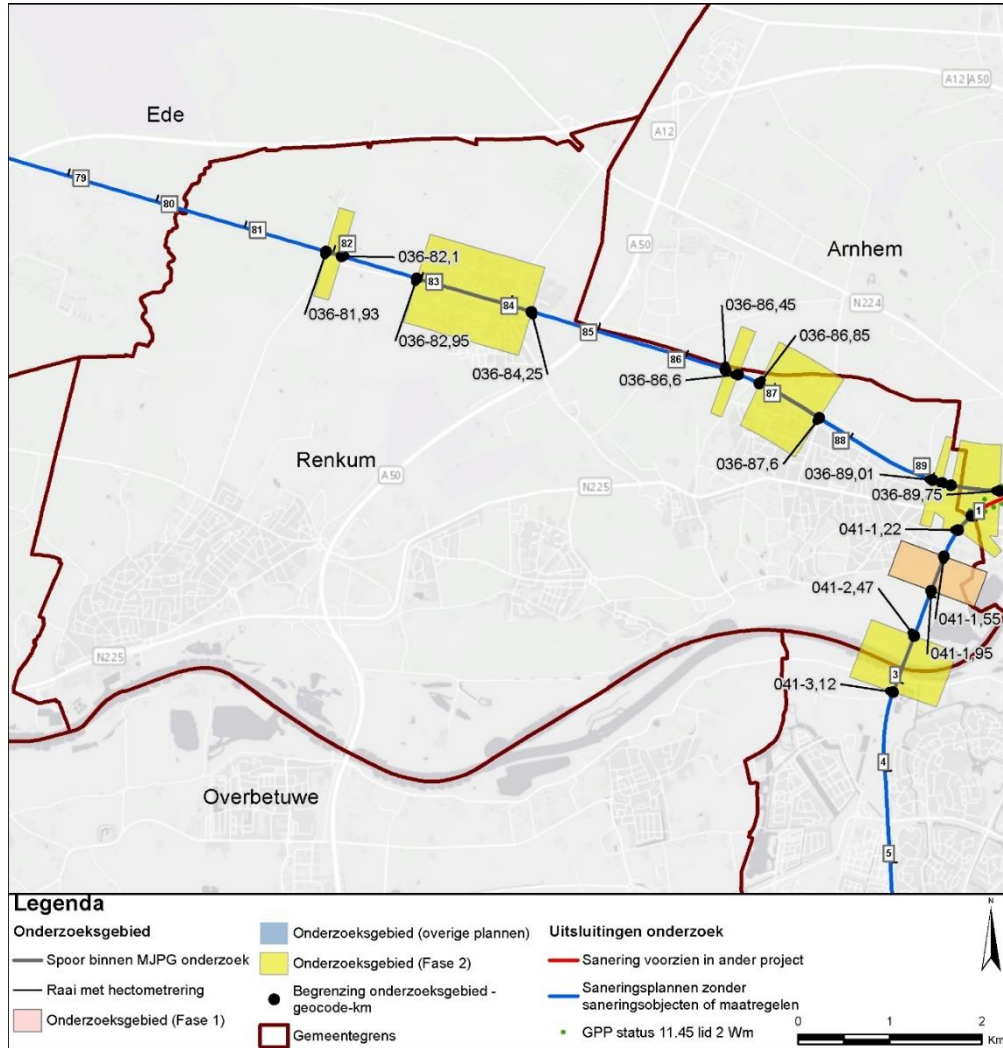 A12|A50
Ede
A12
79
80
81
82
036-82,1
A50
Arnhem
83
N224
036-81,93
84
036-86,45
036-82,95
85
036-86,85
86
036-84,25
036-86,6
87
88
036-87,6
Renkum
A50
N225
036-89,01
89
036-89,75
1
041-1,22
041-2,47
041-1,55
N225
041-1,95
3
041-3,12
4
Overbetuwe
5
Legenda
Onderzoeksgebied
Spoor binnen MJPG onderzoek
Raai met hectometrering
Onderzoeksgebied (Fase 1)
Onderzoeksgebied (overige plannen)
Onderzoeksgebied (Fase 2)
Begrenzing onderzoeksgebied -
geocode-km
Gemeentegrens
Uitsluitingen onderzoek
Sanering voorzien in ander project
Saneringsplannen zonder
saneringsobjecten of maatregelen
GPP status 11.45 lid 2 Wm
N
0 1 2
Km